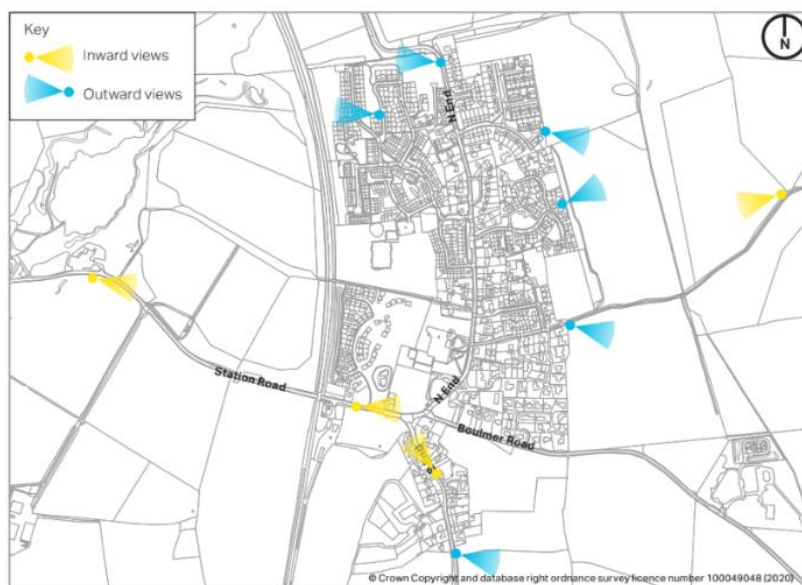 Key
Inward views
Outward views
N
N End
Station Road
N End
Boulmer Road
© Crown Copyright and database right ordnance survey licence number 100049048 (2020)